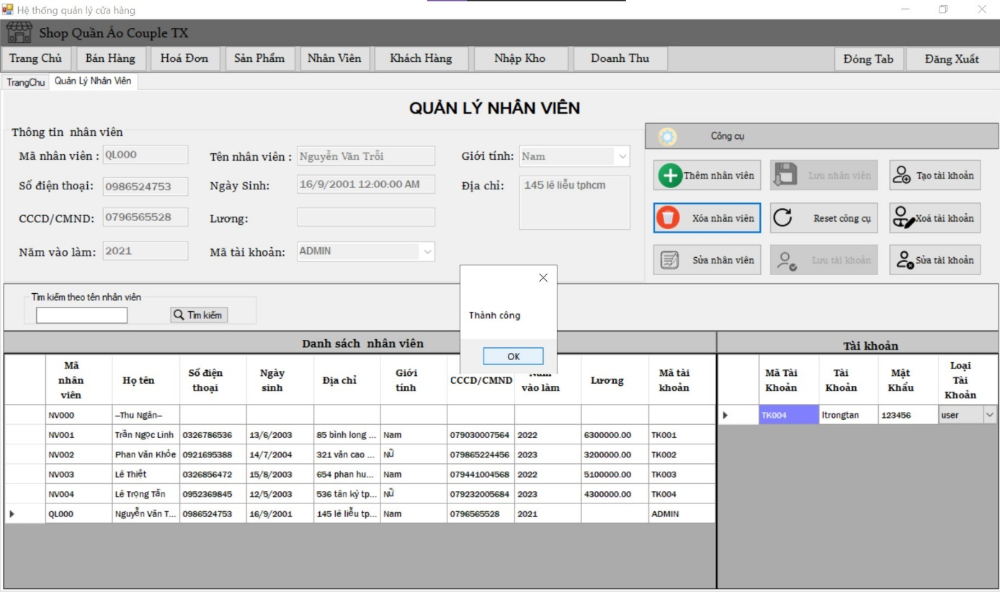 Hệ thống quản lý cửa hàng
Shop Quần Áo Couple TX
Trang Chủ Bán Hàng Hoá Đơn Sản Phẩm Nhân Viên Khách Hàng Nhập Kho Doanh Thu Đóng Tab Đăng Xuất
TrangChu Quản Lý Nhân Viên
QUẢN LÝ NHÂN VIÊN
Thông tin nhân viên
Mã nhân viên : QL000 Tên nhân viên : Nguyễn Văn Trỗi Giới tính: Nam
Số điện thoại: 0986524753 Ngày Sinh: 16/9/2001 12:00:00 AM Địa chỉ: 145 lê liễu tphcm
CCCD/CMND: 0796565528 Lương:
Năm vào làm: 2021 Mã tài khoản: ADMIN
Công cụ
Thêm nhân viên Lưu nhân viên Tạo tài khoản
Xóa nhân viên Reset công cụ Xoá tài khoản
Sửa nhân viên Lưu tài khoản Sửa tài khoản
Tìm kiếm theo tên nhân viên
Tìm kiếm
Thành công
OK
Danh sách nhân viên
Mã nhân viên Họ tên Số điện thoại Ngày sinh Địa chỉ Giới tính CCCD/CMND Năm vào làm Lương Mã tài khoản
NV000 –Thu Ngân–
NV001 Trần Ngọc Linh 0326786536 13/6/2003 85 bình long ... Nam 079030007564 2022 6300000.00 TK001
NV002 Phan Văn Khỏe 0921695388 14/7/2004 321 văn cao ... Nữ 079865224456 2023 3200000.00 TK002
NV003 Lê Thiệt 0326856472 15/8/2003 654 phan hu... Nam 079441004568 2022 5100000.00 TK003
NV004 Lê Trọng Tấn 0952369845 12/5/2003 536 tân kỳ tp... Nữ 079232005684 2023 4300000.00 TK004
QL000 Nguyễn Văn T... 0986524753 16/9/2001 145 lê liễu tp... Nam 0796565528 2021 ADMIN
Tài khoản
Mã Tài Khoản Tài Khoản Mật Khẩu Loại Tài Khoản
TK004 ltrongtan 123456 user